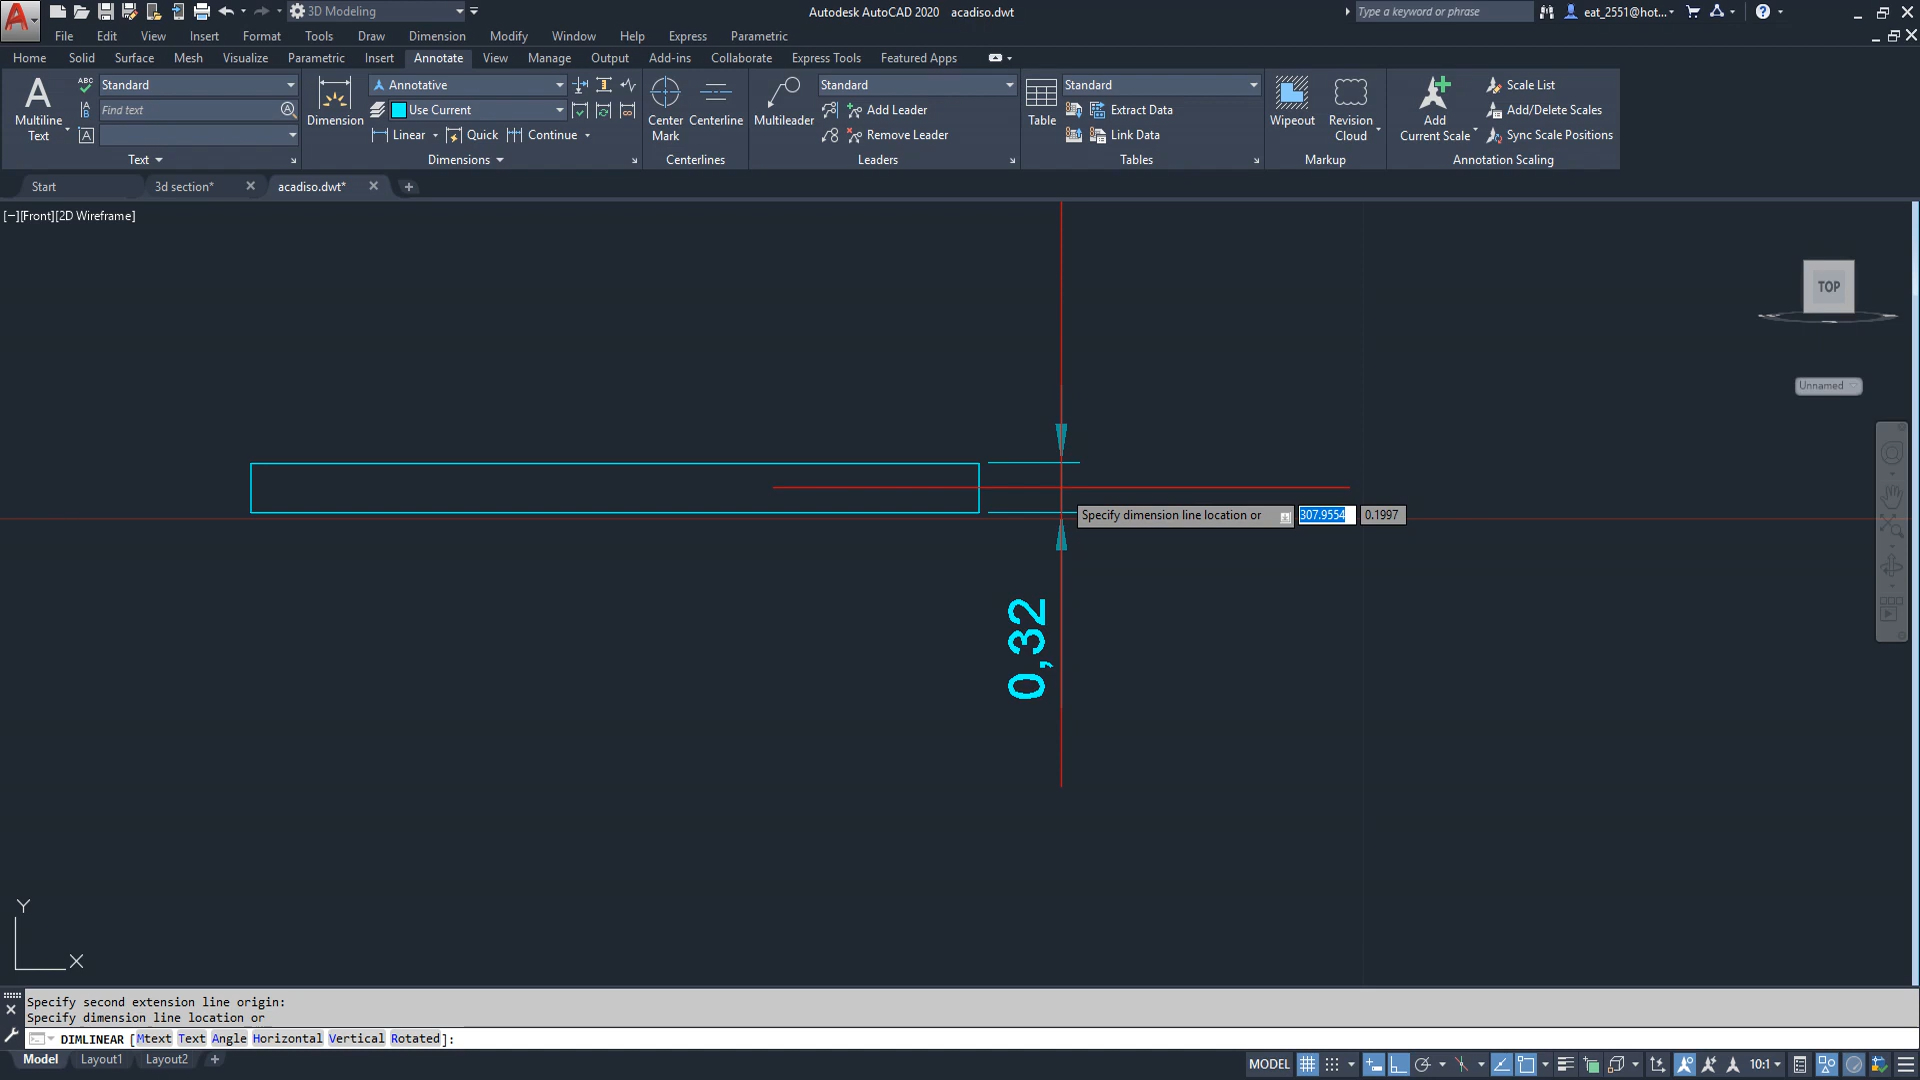 3D Modeling
Autodesk AutoCAD 2020 acadiso.dwt
Type a keyword or phrase
eat_2551@hot...
File Edit View Insert Format Tools Draw Dimension Modify Window Help Express Parametric
Home Solid Surface Mesh Visualize Parametric Insert Annotate View Manage Output Add-ins Collaborate Express Tools Featured Apps
Multiline
Text
Standard
Find text
Text
Dimension
Annotative
Use Current
Linear Quick Continue
Dimensions
Center
Mark
Centerline
Centerlines
Multileader
Standard
Add Leader
Remove Leader
Leaders
Table
Standard
Extract Data
Link Data
Tables
Wipeout
Revision
Cloud
Markup
Add
Current Scale
Scale List
Add/Delete Scales
Sync Scale Positions
Annotation Scaling
Start 3d section* acadiso.dwt*
[−][Front][2D Wireframe]
TOP
Unnamed
Specify dimension line location or 307.9554 0.1997
0,32
Y
X
Specify second extension line origin:
Specify dimension line location or
DIMLINEAR [Mtext Text Angle Horizontal Vertical Rotated]:
Model Layout1 Layout2 +
MODEL 10:1